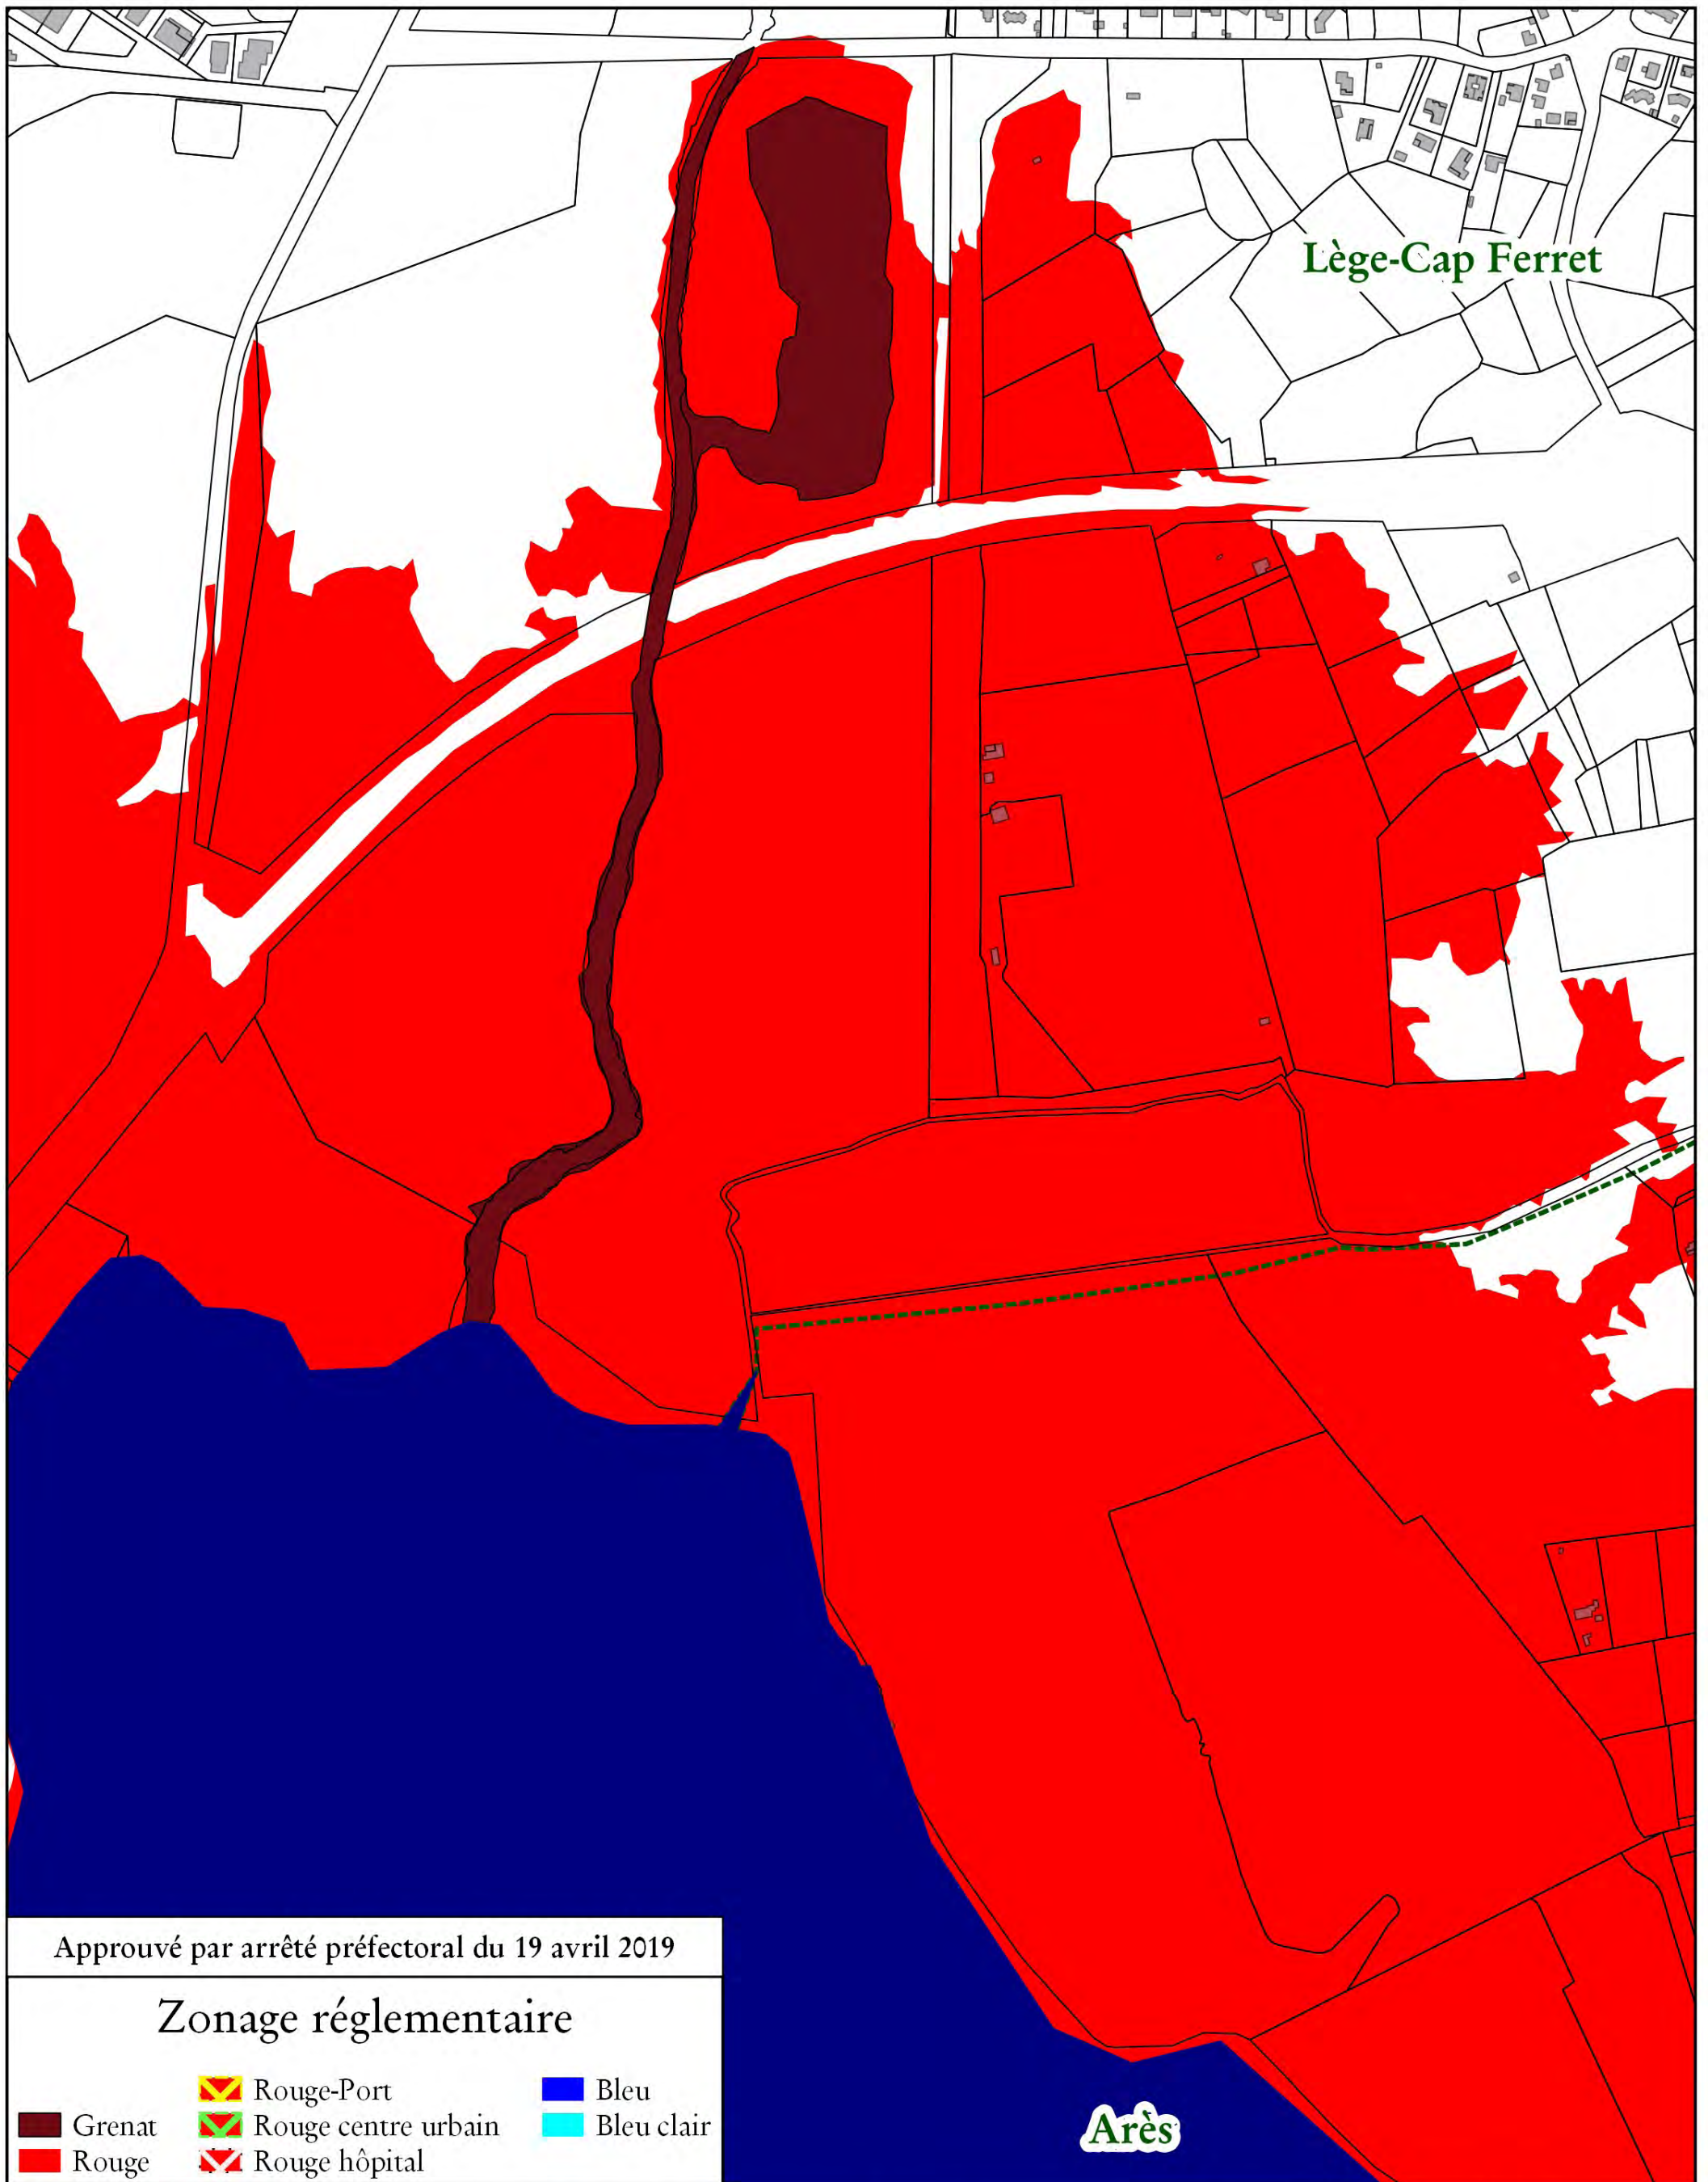 Lège-Cap Ferret
Approuvé par arrêté préfectoral du 19 avril 2019
Zonage réglementaire
Grenat
Rouge
Rouge-Port
Rouge centre urbain
Rouge hôpital
Bleu
Bleu clair
Arès